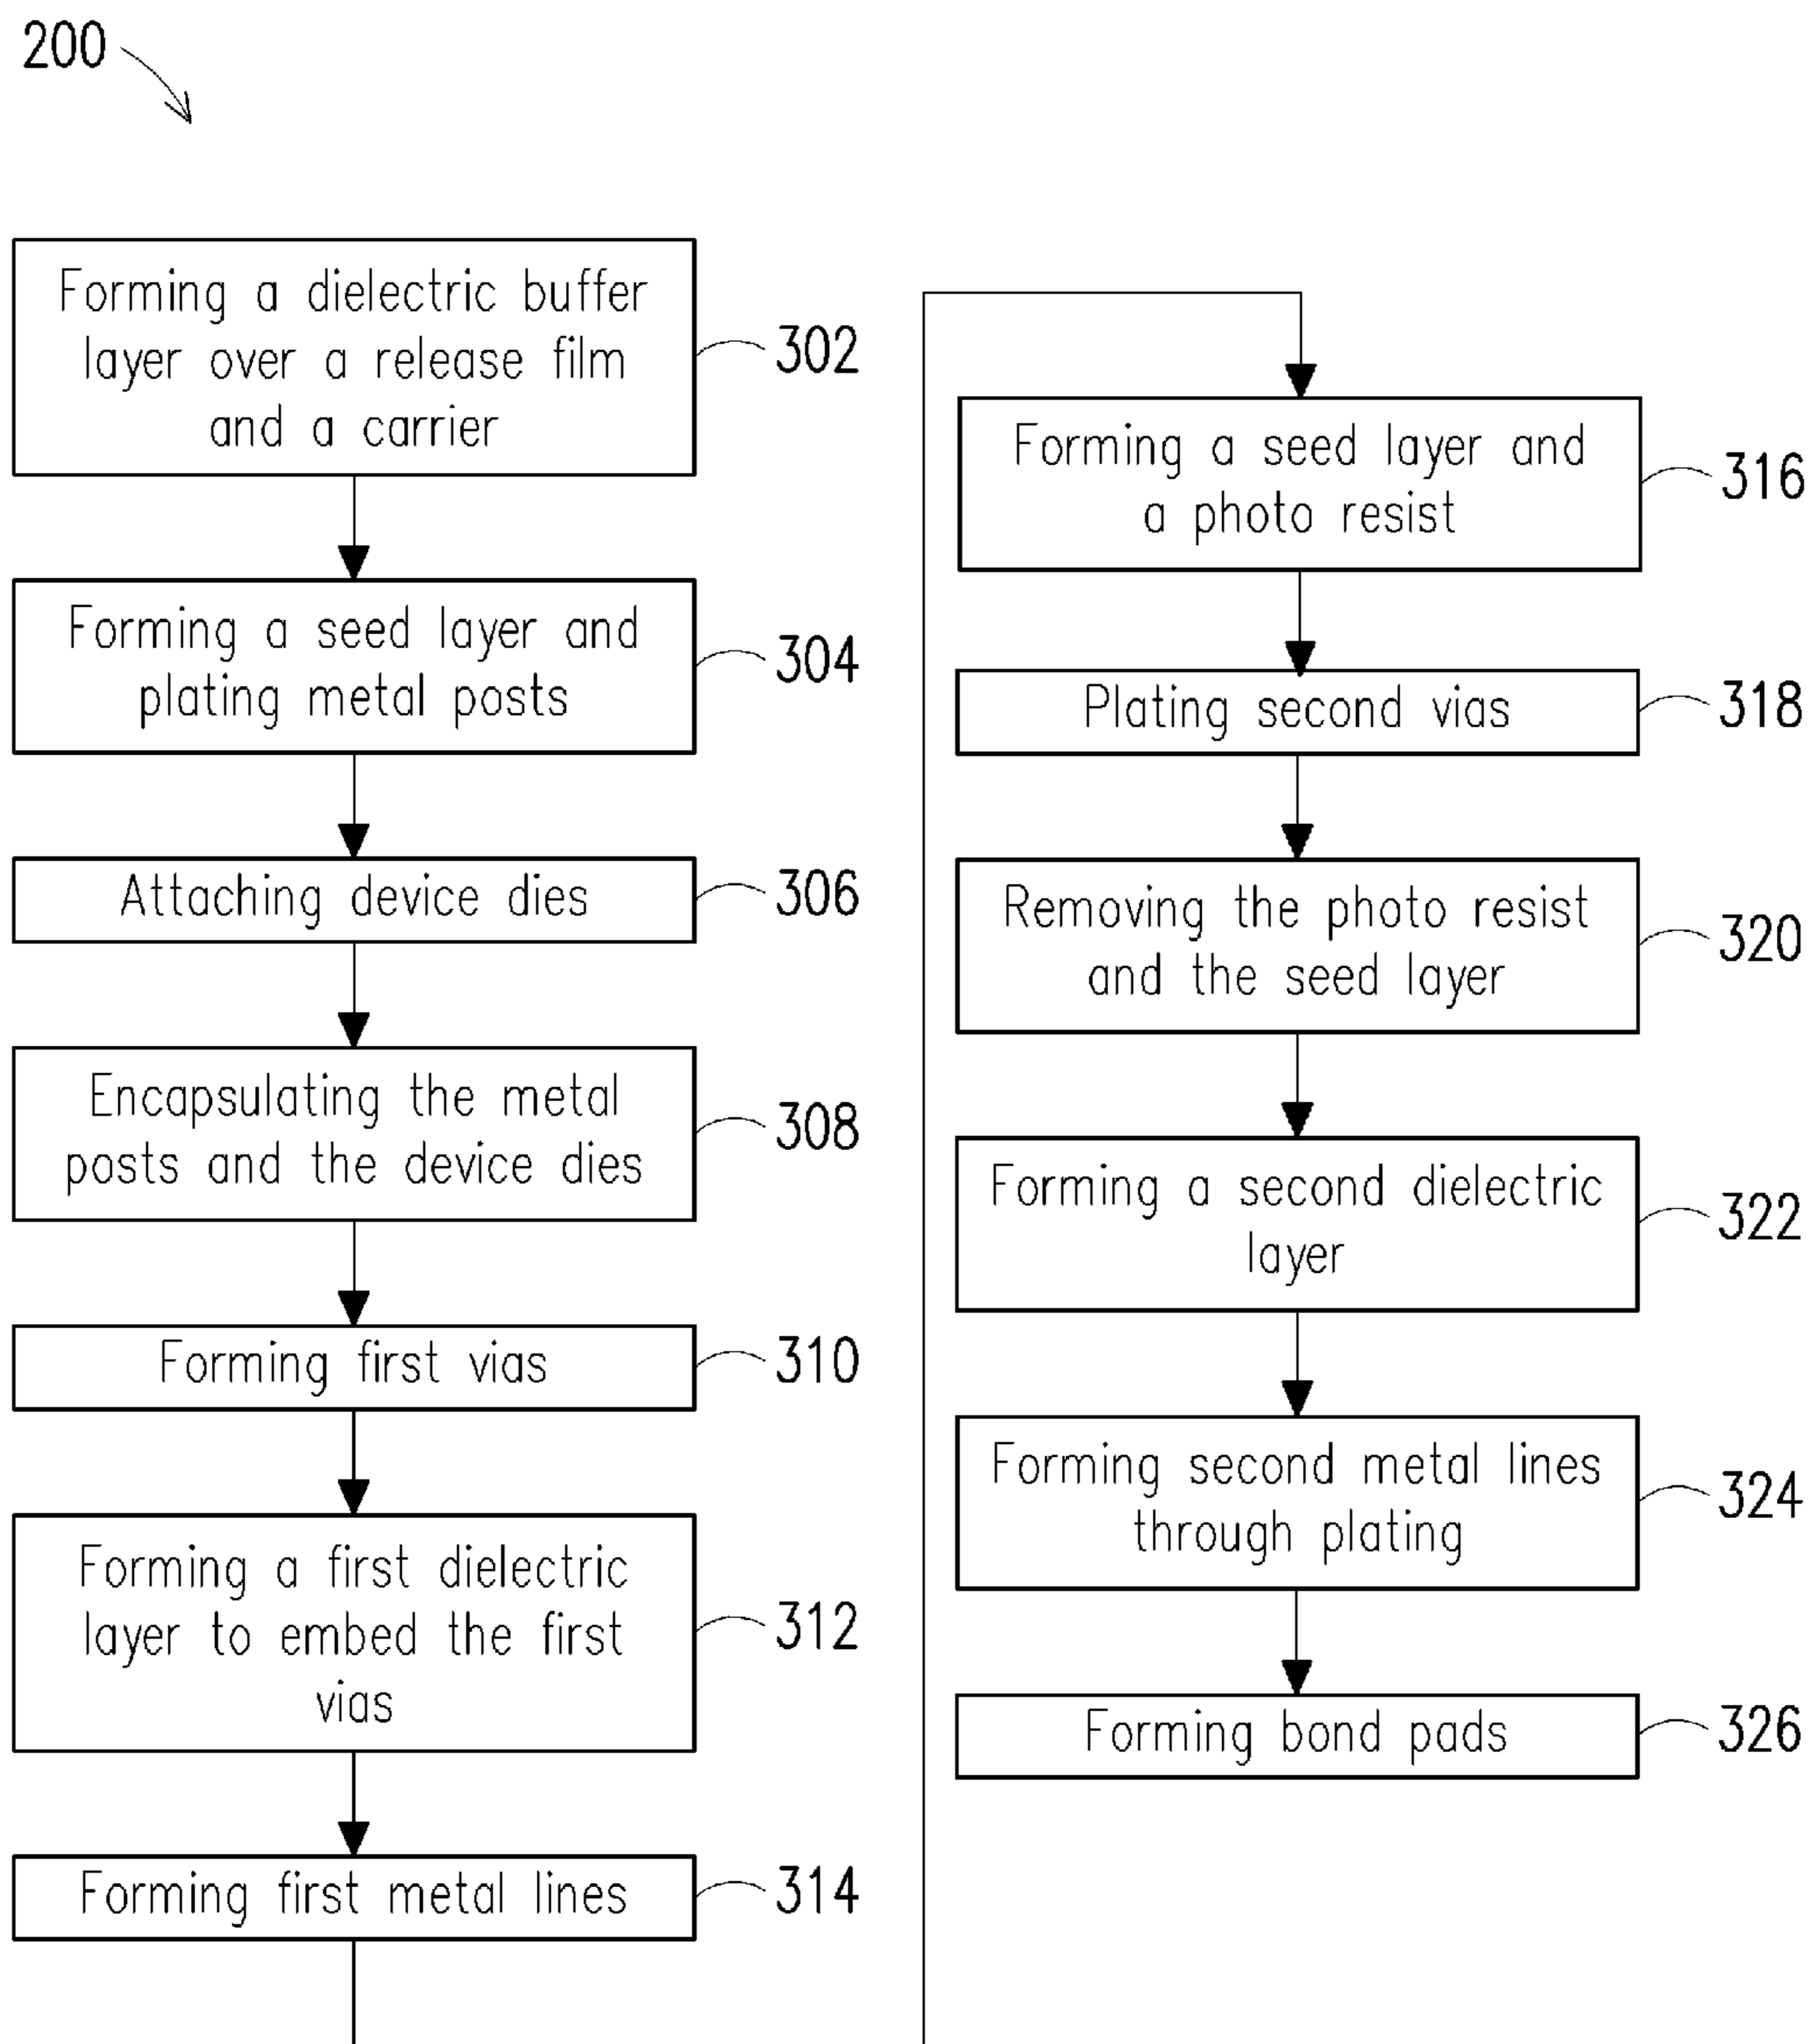 200
Forming a dielectric buffer
layer over a release film
and a carrier
302
Forming a seed layer and
plating metal posts
304
Attaching device dies
306
Encapsulating the metal
posts and the device dies
308
Forming first vias
310
Forming a first dielectric
layer to embed the first
vias
312
Forming first metal lines
314
Forming a seed layer and
a photo resist
316
Plating second vias
318
Removing the photo resist
and the seed layer
320
Forming a second dielectric
layer
322
Forming second metal lines
through plating
324
Forming bond pads
326